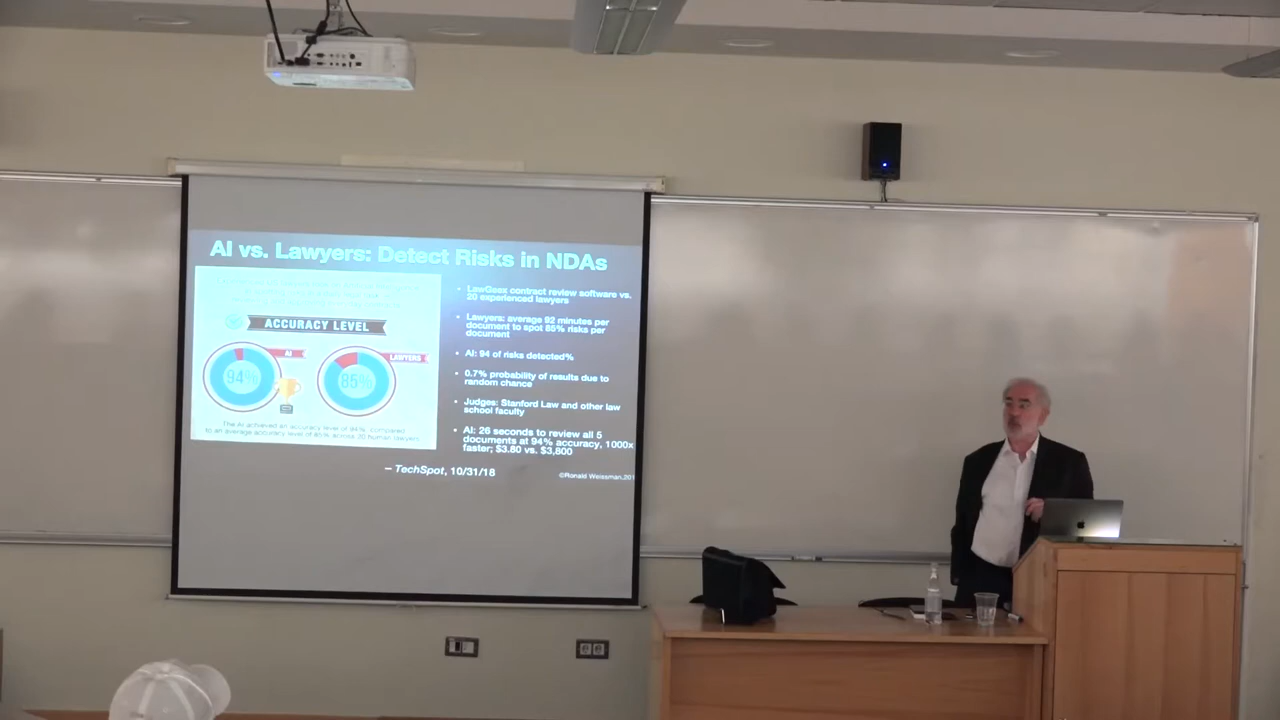 AI vs. Lawyers: Detect Risks in NDAs
ACCURACY LEVEL
AI
LAWYERS
94%
85%
The AI achieved an accuracy level of 94%, compared
to an average accuracy level of 85% across 20 human lawyers
• LawGeex contract review software vs.
20 experienced lawyers
• Lawyers: average 92 minutes per
document to spot 85% risks per
document
• AI: 94 of risks detected%
• 0.7% probability of results due to
random chance
• Judges: Stanford Law and other law
school faculty
• AI: 26 seconds to review all 5
documents at 94% accuracy, 1000x
faster; $3.80 vs. $3,800
– TechSpot, 10/31/18
©Ronald Weissman,201